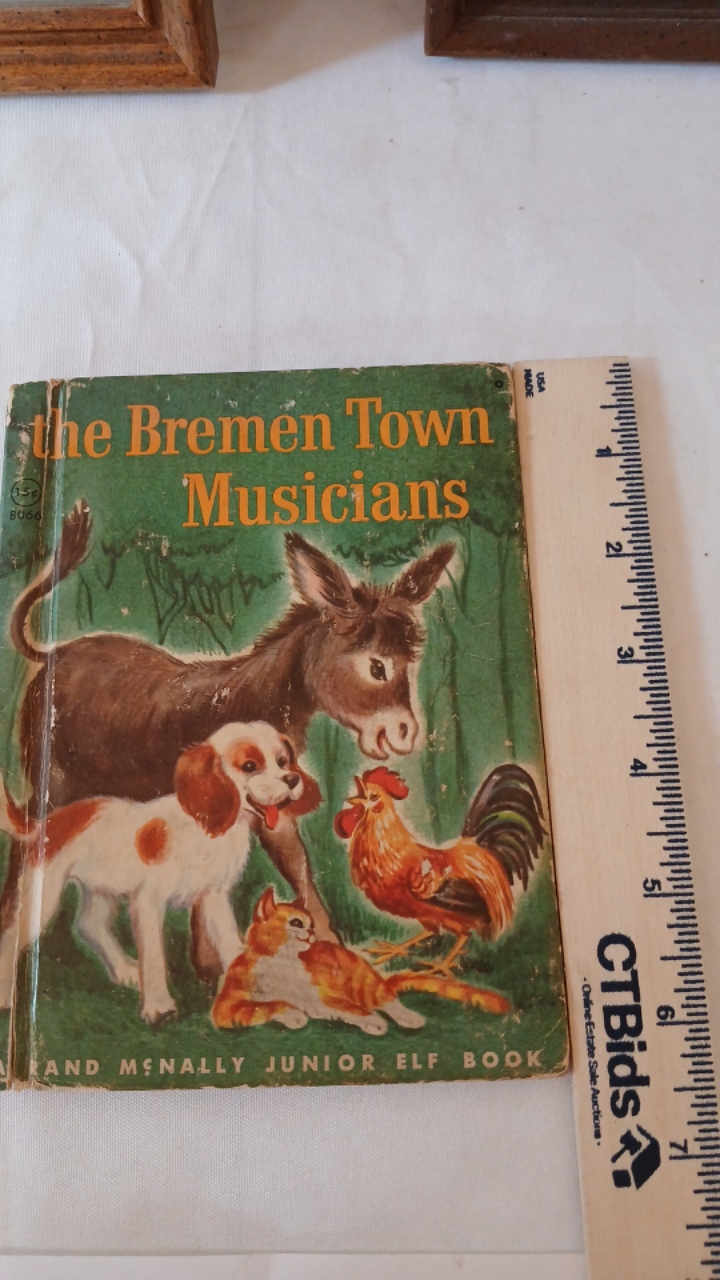 the Bremen Town
Musicians
15¢
8066
A RAND MᶜNALLY JUNIOR ELF BOOK
USA
MADE
1
2
3
4
5
6
7
CTBids
- Online Estate Sale Auctions -